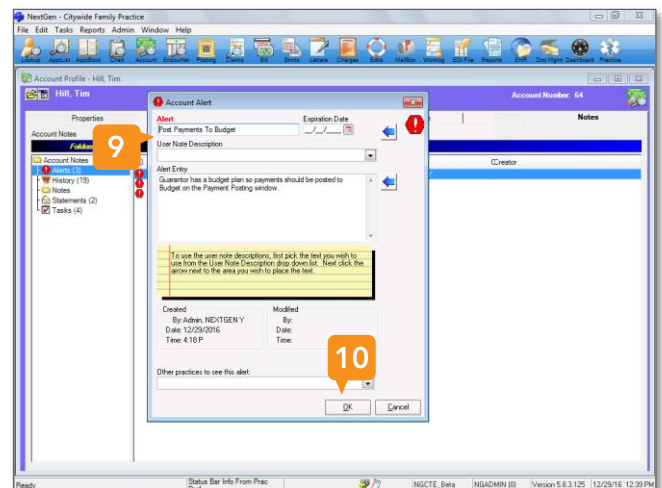 NextGen - Citywide Family Practice
File Edit Tasks Reports Admin Window Help
Lookup ApptList ApptBook Chart Account Encounter Posting Claims Bill Stmts Letters Charges Edits MailBox Worklog EDI File Reports EHR Doc Mgmt Dashboard Practice
Account Profile - Hill, Tim
Hill, Tim
Account Number: 64
Properties
Notes
Account Notes
Folders
Creator
Account Notes
Alerts (3)
History (19)
Notes
Statements (2)
Tasks (4)
Account Alert
Alert
Expiration Date
Post Payments To Budget
_/_/___
9
User Note Description
Alert Entry
Guarantor has a budget plan so payments should be posted to
Budget on the Payment Posting window.
To use the user note descriptions, first pick the text you wish to
use from the User Note Description drop down list. Next click the
arrow next to the area you wish to place the text.
Created
Modified
By: Admin, NEXTGEN Y
By:
Date: 12/29/2016
Date:
Time: 4:18 P
Time:
10
Other practices to see this alert:
OK
Cancel
Ready
Status Bar Info From Prac
NGCTE_Beta
NGADMIN (0)
Version 5.8.3.125
12/29/16
12:39 PM